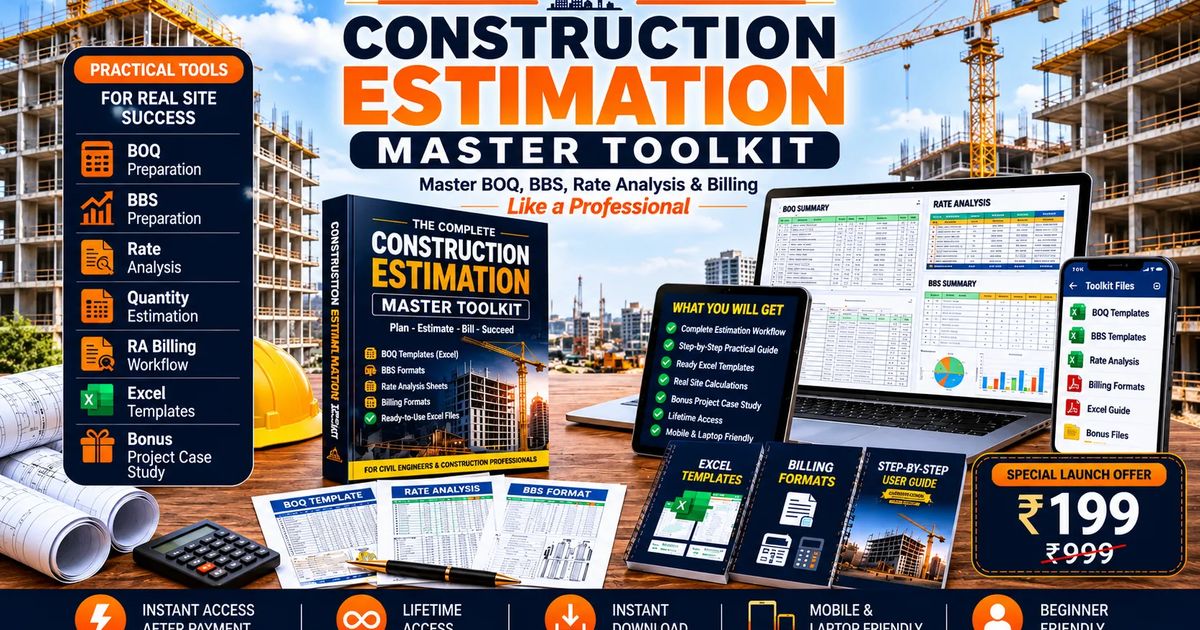 CONSTRUCTION
ESTIMATION
MASTER TOOLKIT
Master BOQ, BBS, Rate Analysis & Billing
Like a Professional
PRACTICAL TOOLS
FOR REAL SITE
SUCCESS
BOQ
Preparation
BBS
Preparation
Rate
Analysis
Quantity
Estimation
RA Billing
Workflow
Excel
Templates
Bonus
Project Case
Study
THE COMPLETE
CONSTRUCTION
ESTIMATION
MASTER TOOLKIT
Plan - Estimate - Bill - Succeed
BOQ Templates (Excel)
BBS Formats
Rate Analysis Sheets
Billing Formats
Ready-to-Use Excel Files
FOR CIVIL ENGINEERS & CONSTRUCTION PROFESSIONALS
WHAT YOU WILL GET
Complete Estimation Workflow
Step-by-Step Practical Guide
Ready Excel Templates
Real Site Calculations
Bonus Project Case Study
Lifetime Access
Mobile & Laptop Friendly
BOQ SUMMARY
RATE ANALYSIS
BBS SUMMARY
Toolkit Files
BOQ Templates
BBS Templates
Rate Analysis
Billing Formats
Excel Guide
Bonus Files
BOQ TEMPLATE
RATE ANALYSIS
BBS FORMAT
EXCEL
TEMPLATES
BILLING
FORMATS
STEP-BY-STEP
USER GUIDE
SPECIAL LAUNCH OFFER
₹199
₹999
INSTANT ACCESS
AFTER PAYMENT
LIFETIME
ACCESS
INSTANT
DOWNLOAD
MOBILE &
LAPTOP FRIENDLY
BEGINNER
FRIENDLY